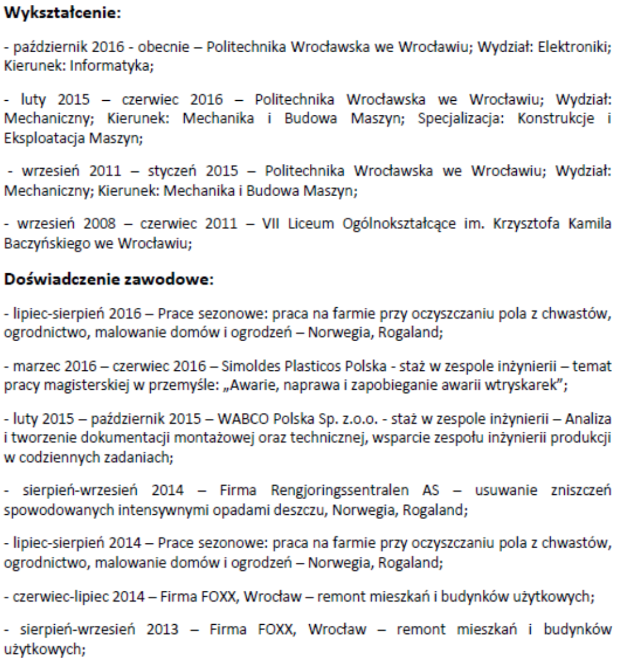 Wykształcenie:
- październik 2016 - obecnie – Politechnika Wrocławska we Wrocławiu; Wydział: Elektroniki;
Kierunek: Informatyka;
- luty 2015 – czerwiec 2016 – Politechnika Wrocławska we Wrocławiu; Wydział:
Mechaniczny; Kierunek: Mechanika i Budowa Maszyn; Specjalizacja: Konstrukcje i
Eksploatacja Maszyn;
- wrzesień 2011 – styczeń 2015 – Politechnika Wrocławska we Wrocławiu; Wydział:
Mechaniczny; Kierunek: Mechanika i Budowa Maszyn;
- wrzesień 2008 – czerwiec 2011 – VII Liceum Ogólnokształcące im. Krzysztofa Kamila
Baczyńskiego we Wrocławiu;
Doświadczenie zawodowe:
- lipiec-sierpień 2016 – Prace sezonowe: praca na farmie przy oczyszczaniu pola z chwastów,
ogrodnictwo, malowanie domów i ogrodzeń – Norwegia, Rogaland;
- marzec 2016 – czerwiec 2016 – Simoldes Plasticos Polska - staż w zespole inżynierii – temat
pracy magisterskiej w przemyśle: „Awarie, naprawa i zapobieganie awarii wtryskarek”;
- luty 2015 – październik 2015 – WABCO Polska Sp. z.o.o. - staż w zespole inżynierii – Analiza
i tworzenie dokumentacji montażowej oraz technicznej, wsparcie zespołu inżynierii produkcji
w codziennych zadaniach;
- sierpień-wrzesień 2014 – Firma Rengjoringssentralen AS – usuwanie zniszczeń
spowodowanych intensywnymi opadami deszczu, Norwegia, Rogaland;
- lipiec-sierpień 2014 – Prace sezonowe: praca na farmie przy oczyszczaniu pola z chwastów,
ogrodnictwo, malowanie domów i ogrodzeń – Norwegia, Rogaland;
- czerwiec-lipiec 2014 – Firma FOXX, Wrocław – remont mieszkań i budynków użytkowych;
- sierpień-wrzesień 2013 – Firma FOXX, Wrocław – remont mieszkań i budynków
użytkowych;